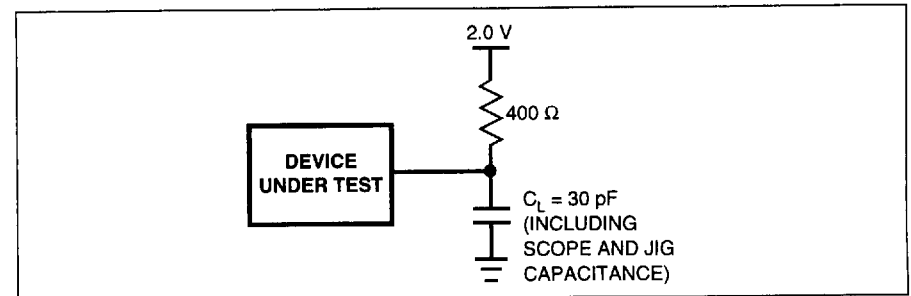 2.0 V
400 Ω
DEVICE
UNDER TEST
C_L = 30 pF
(INCLUDING
SCOPE AND JIG
CAPACITANCE)